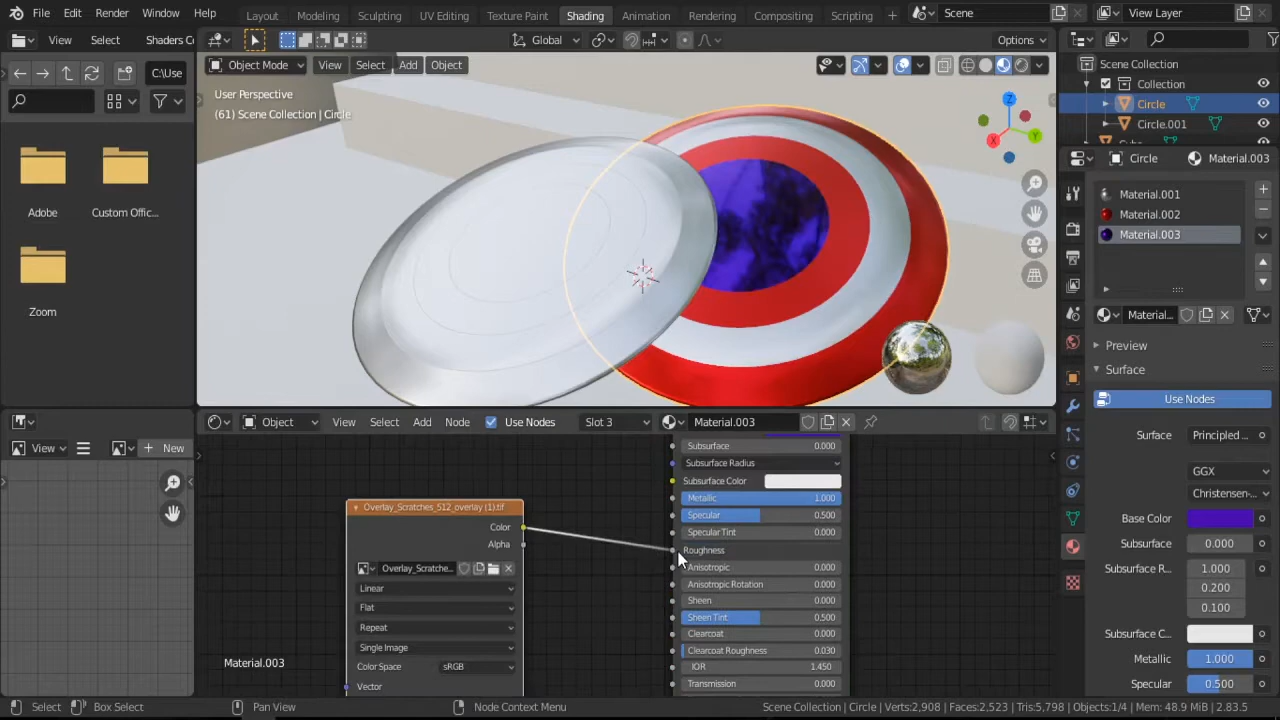 File Edit Render Window Help Layout Modeling Sculpting UV Editing Texture Paint Shading Animation Rendering Compositing Scripting + Scene View Layer
View Select Shaders Cc Global Options
C:\Use
Object Mode View Select Add Object
User Perspective
(61) Scene Collection | Circle
Z
Y
X
Scene Collection
Collection
Circle
Circle.001
Circle Material.003
Material.001
Material.002
Material.003
Adobe Custom Offic...
Zoom
Materi...
Preview
Surface
Use Nodes
Surface Principled ...
GGX
Christensen-...
Base Color
Subsurface 0.000
Subsurface R... 1.000
0.200
0.100
Subsurface C...
Metallic 1.000
Specular 0.500
Object View Select Add Node Use Nodes Slot 3 Material.003
View + New
Overlay_Scratches_512_overlay (1).tif
Color
Alpha
Overlay_Scratche...
Linear
Flat
Repeat
Single Image
Color Space sRGB
Vector
Subsurface 0.000
Subsurface Radius
Subsurface Color
Metallic 1.000
Specular 0.500
Specular Tint 0.000
Roughness
Anisotropic 0.000
Anisotropic Rotation 0.000
Sheen 0.000
Sheen Tint 0.500
Clearcoat 0.000
Clearcoat Roughness 0.030
IOR 1.450
Transmission 0.000
Material.003
Select Box Select Pan View Node Context Menu Scene Collection | Circle | Verts:2,908 | Faces:2,523 | Tris:5,798 | Objects:1/4 | Mem: 48.9 MiB | 2.83.5